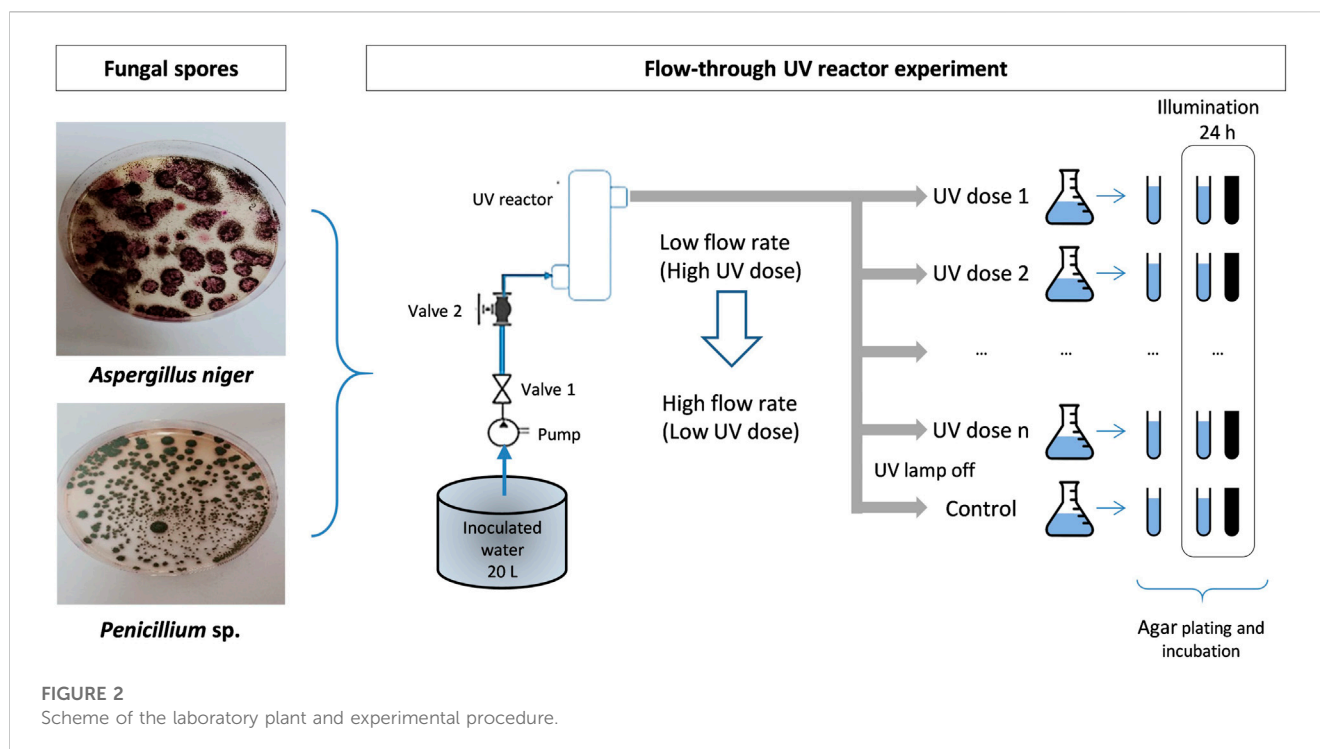 Fungal spores
Flow-through UV reactor experiment
Aspergillus niger
Penicillium sp.
UV reactor
Valve 2
Valve 1
Pump
Inoculated
water
20 L
Low flow rate
(High UV dose)
High flow rate
(Low UV dose)
UV dose 1
UV dose 2
... ... ... ...
UV dose n
UV lamp off
Control
Illumination
24 h
Agar plating and
incubation
FIGURE 2
Scheme of the laboratory plant and experimental procedure.